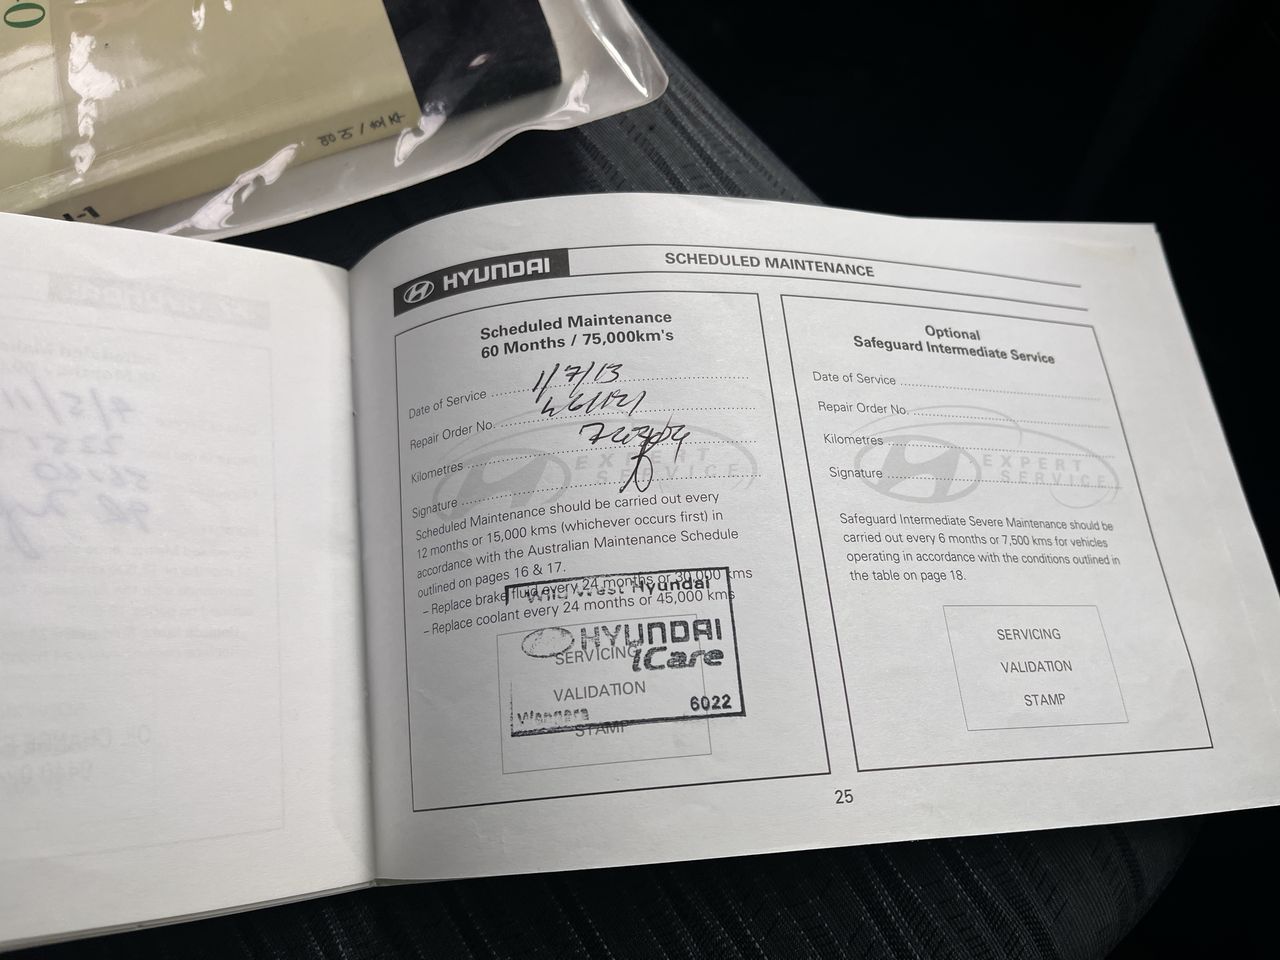 HYUNDAI
SCHEDULED MAINTENANCE
Scheduled Maintenance
60 Months / 75,000km's
Date of Service 1/7/13
Repair Order No.
Kilometres
Signature
EXPERT
SERVICE
Scheduled Maintenance should be carried out every
12 months or 15,000 kms (whichever occurs first) in
accordance with the Australian Maintenance Schedule
outlined on pages 16 & 17.
– Replace brake fluid every 24 months or 30,000 kms
– Replace coolant every 24 months or 45,000 kms
Wild West Hyundai
HYUNDAI
iCare
Wangara 6022
SERVICING
VALIDATION
STAMP
Optional
Safeguard Intermediate Service
Date of Service
Repair Order No.
Kilometres
Signature
EXPERT
SERVICE
Safeguard Intermediate Severe Maintenance should be
carried out every 6 months or 7,500 kms for vehicles
operating in accordance with the conditions outlined in
the table on page 18.
SERVICING
VALIDATION
STAMP
25